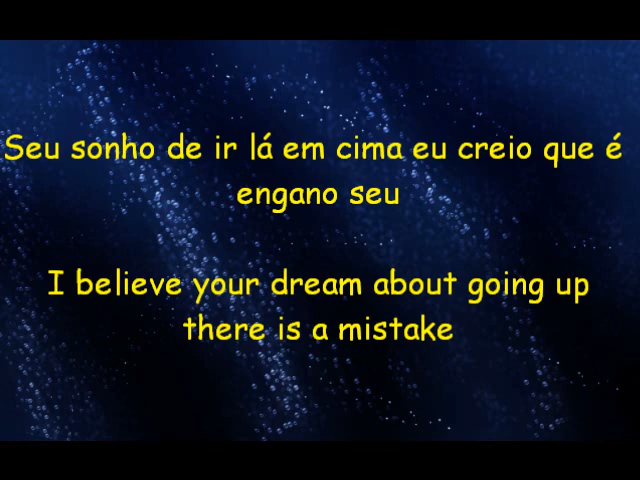 Seu sonho de ir lá em cima eu creio que é
engano seu
I believe your dream about going up
there is a mistake